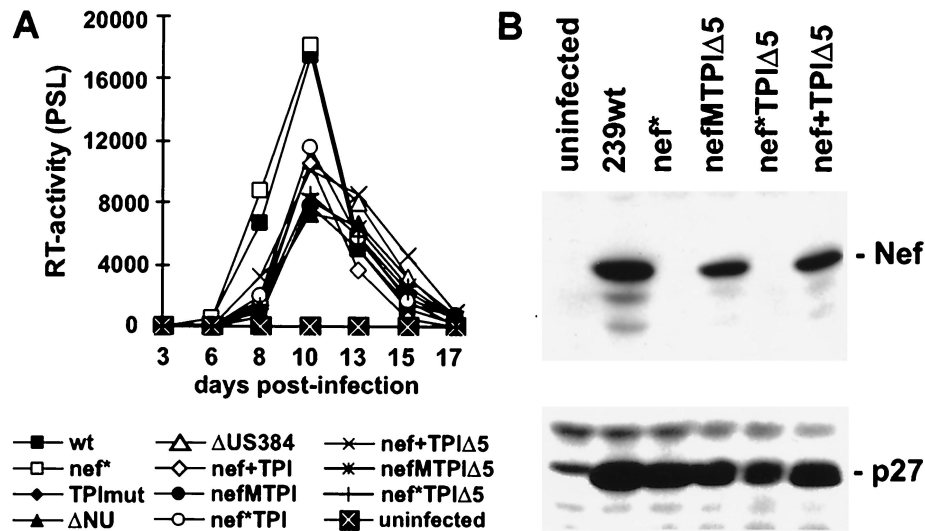 A
RT-activity (PSL)
20000
16000
12000
8000
4000
0
3 6 8 10 13 15 17
days post-infection
wt
nef*
TPImut
ΔNU
ΔUS384
nef+TPI
nefMTPI
nef*TPI
nef+TPIΔ5
nefMTPIΔ5
nef*TPIΔ5
uninfected
B
uninfected
239wt
nef*
nefMTPIΔ5
nef*TPIΔ5
nef+TPIΔ5
- Nef
- p27